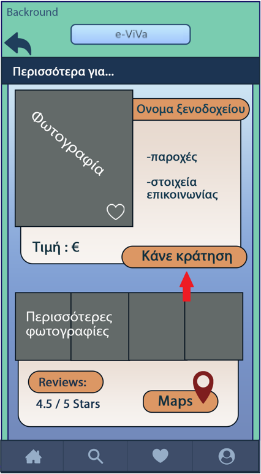 Backround
e-ViVa
Περισσότερα για...
Φωτογραφία
Ονομα ξενοδοχείου
-παροχές
-στοιχεία
επικοινωνίας
Τιμή : €
Κάνε κράτηση
Περισσότερες
φωτογραφίες
Reviews:
4.5 / 5 Stars
Maps